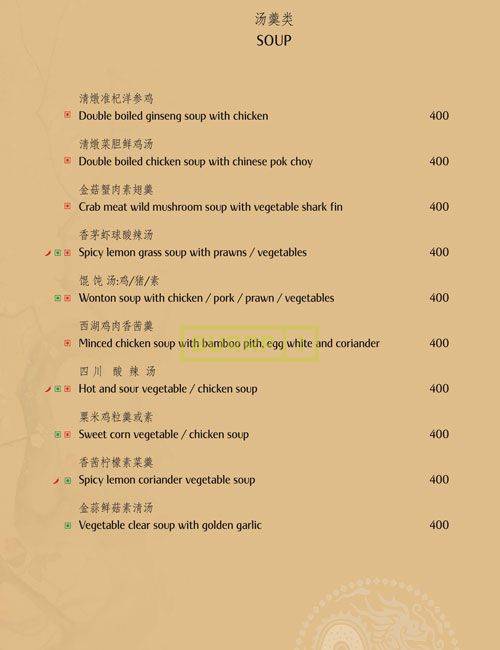 汤羹类
SOUP
清燉淮杞洋参鸡
Double boiled ginseng soup with chicken 400
清燉菜胆鲜鸡汤
Double boiled chicken soup with chinese pok choy 400
金菇蟹肉素翅羹
Crab meat wild mushroom soup with vegetable shark fin 400
香茅虾球酸辣汤
Spicy lemon grass soup with prawns / vegetables 400
馄饨汤:鸡/猪/素
Wonton soup with chicken / pork / prawn / vegetables 400
西湖鸡肉香茜羹
Minced chicken soup with bamboo pith, egg white and coriander 400
四川 酸辣汤
Hot and sour vegetable / chicken soup 400
粟米鸡粒羹或素
Sweet corn vegetable / chicken soup 400
香茜柠檬素菜羹
Spicy lemon coriander vegetable soup 400
金蒜鲜菇素清汤
Vegetable clear soup with golden garlic 400